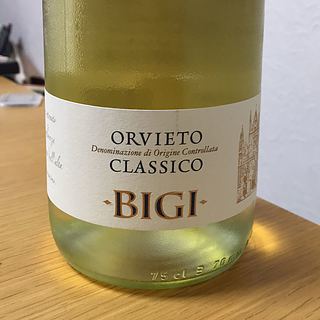 ORVIETO
Denominazione di Origine Controllata
CLASSICO
·BIGI·
75 cl